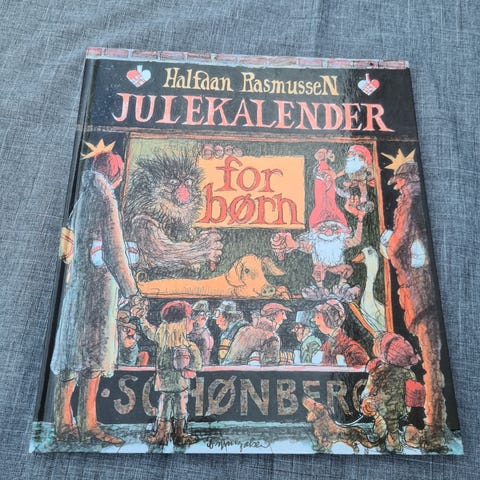 Halfdan Rasmussen
JULEKALENDER
for
børn
SCHØNBERG